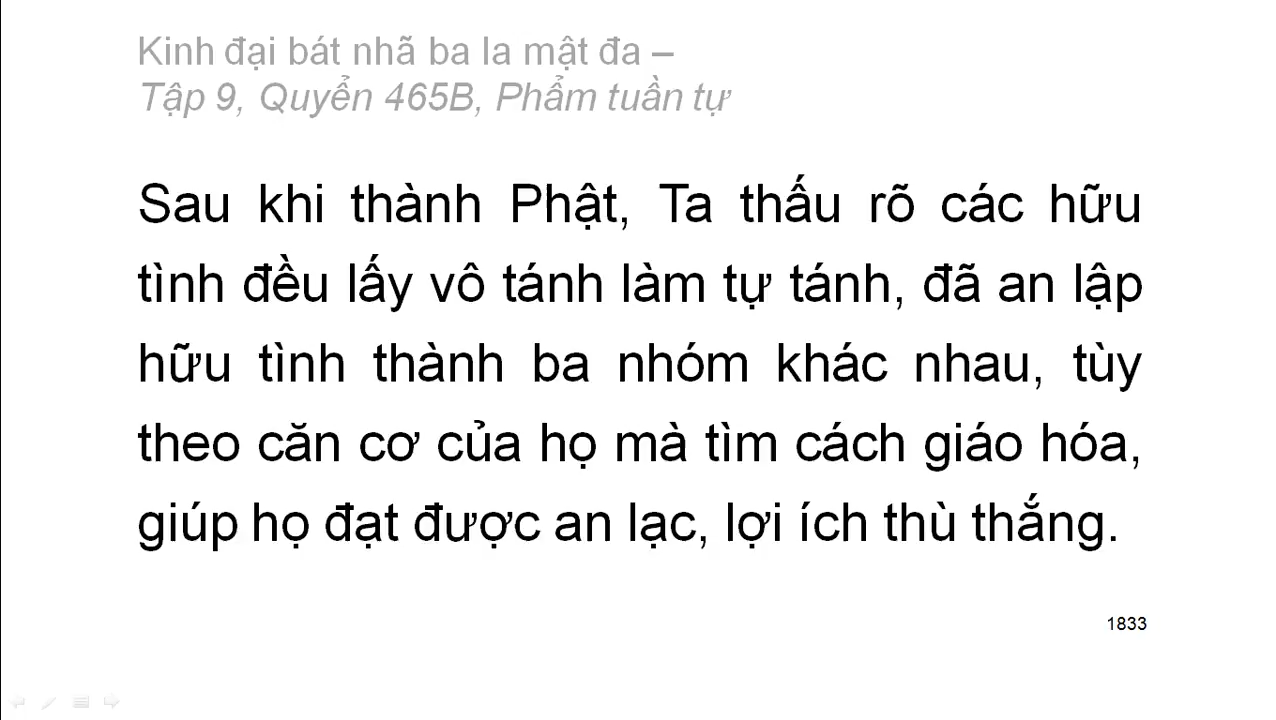 Kinh đại bát nhã ba la mật đa –
Tập 9, Quyển 465B, Phẩm tuần tự
Sau khi thành Phật, Ta thấu rõ các hữu
tình đều lấy vô tánh làm tự tánh, đã an lập
hữu tình thành ba nhóm khác nhau, tùy
theo căn cơ của họ mà tìm cách giáo hóa,
giúp họ đạt được an lạc, lợi ích thù thắng.
1833